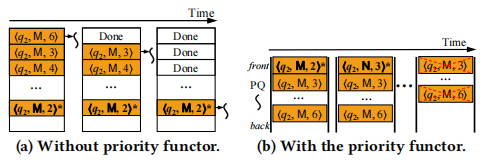 Time
⟨q₂, M, 6⟩ Done Done
⟨q₂, M, 3⟩ ⟨q₂, M, 3⟩ Done
⟨q₂, M, 4⟩ ⟨q₂, M, 4⟩ Done
... ... ...
⟨q₂, M, 2⟩* ⟨q₂, M, 2⟩* ⟨q₂, M, 2⟩*
(a) Without priority functor.
Time
front ⟨q₂, M, 2⟩* ⟨q₂, N, 3⟩* ⟨q₂, M, 3⟩
PQ ⟨q₂, M, 3⟩ ⟨q₂, M, 3⟩ ... ...
... ... ⟨q₂, M, 6⟩
⟨q₂, M, 6⟩ ⟨q₂, M, 6⟩
back
(b) With the priority functor.